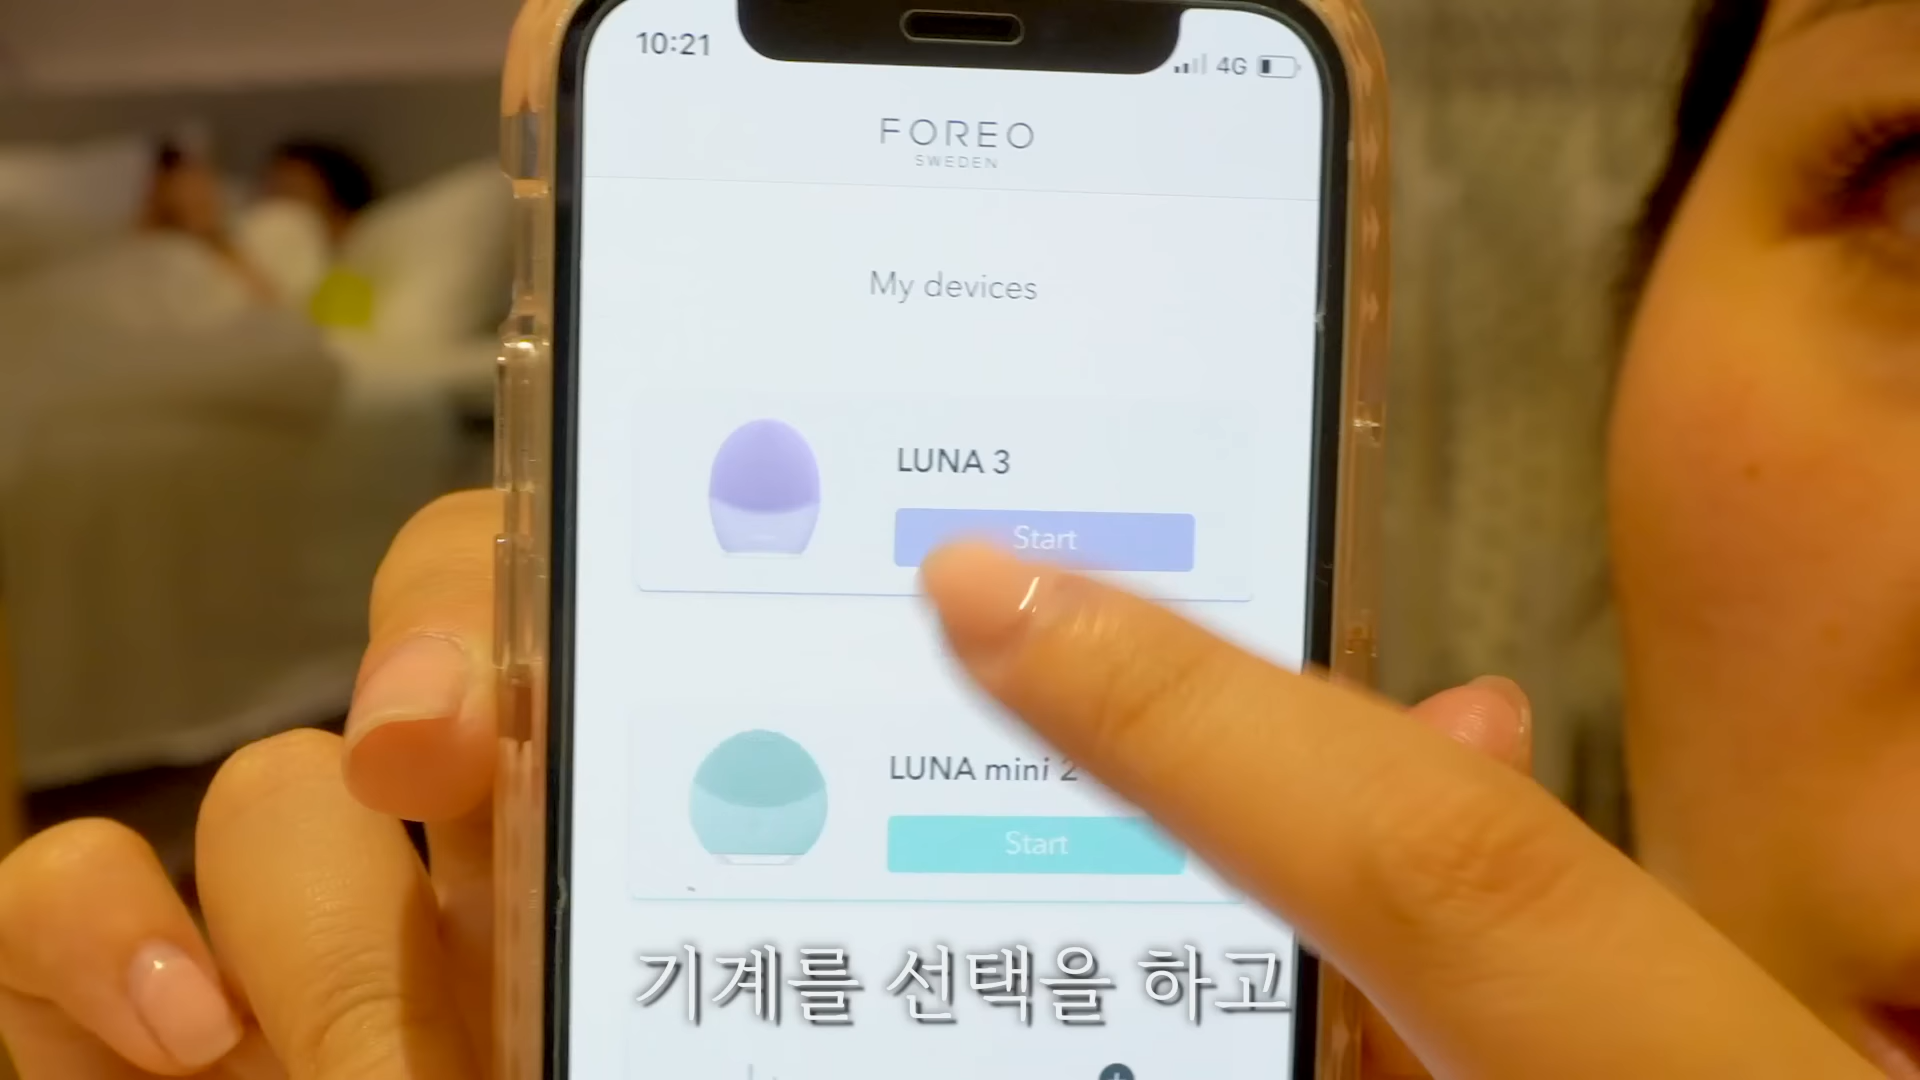 10:21
4G
FOREO
SWEDEN
My devices
LUNA 3
Start
LUNA mini 2
Start
기계를 선택을 하고